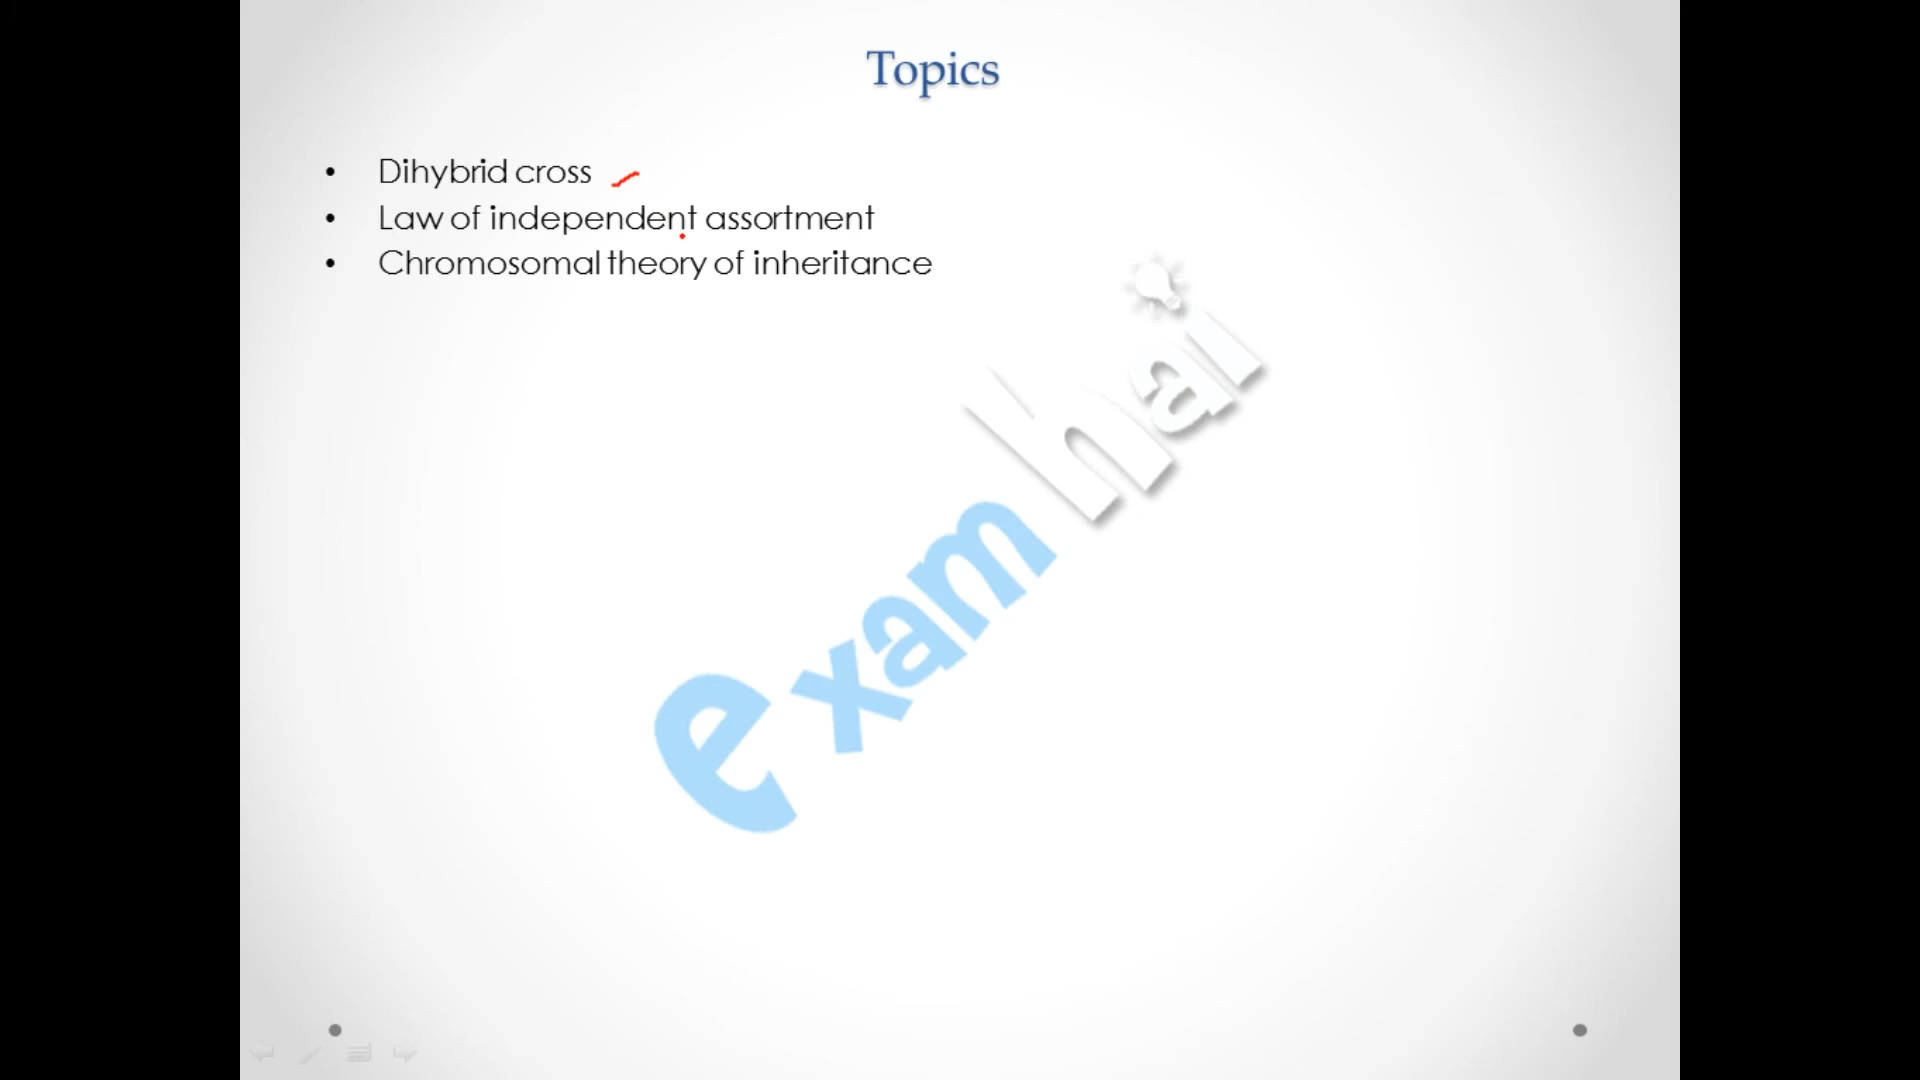 Topics
• Dihybrid cross
• Law of independent assortment
• Chromosomal theory of inheritance
exam hai